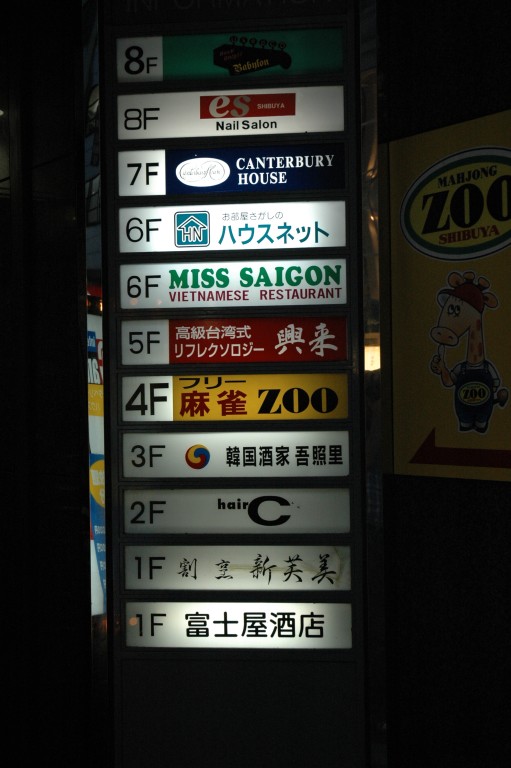 INFORMATION
8F
Babylon
8F
es SHIBUYA
Nail Salon
7F
CANTERBURY
HOUSE
6F
お部屋さがしの
HN
ハウスネット
6F
MISS SAIGON
VIETNAMESE RESTAURANT
5F
高級台湾式
リフレクソロジー
興来
4F
フリー
麻雀 ZOO
3F
韓国酒家 吾照里
2F
hair C
1F
割烹 新芙美
1F
富士屋酒店
MAHJONG
ZOO
SHIBUYA
ZOO